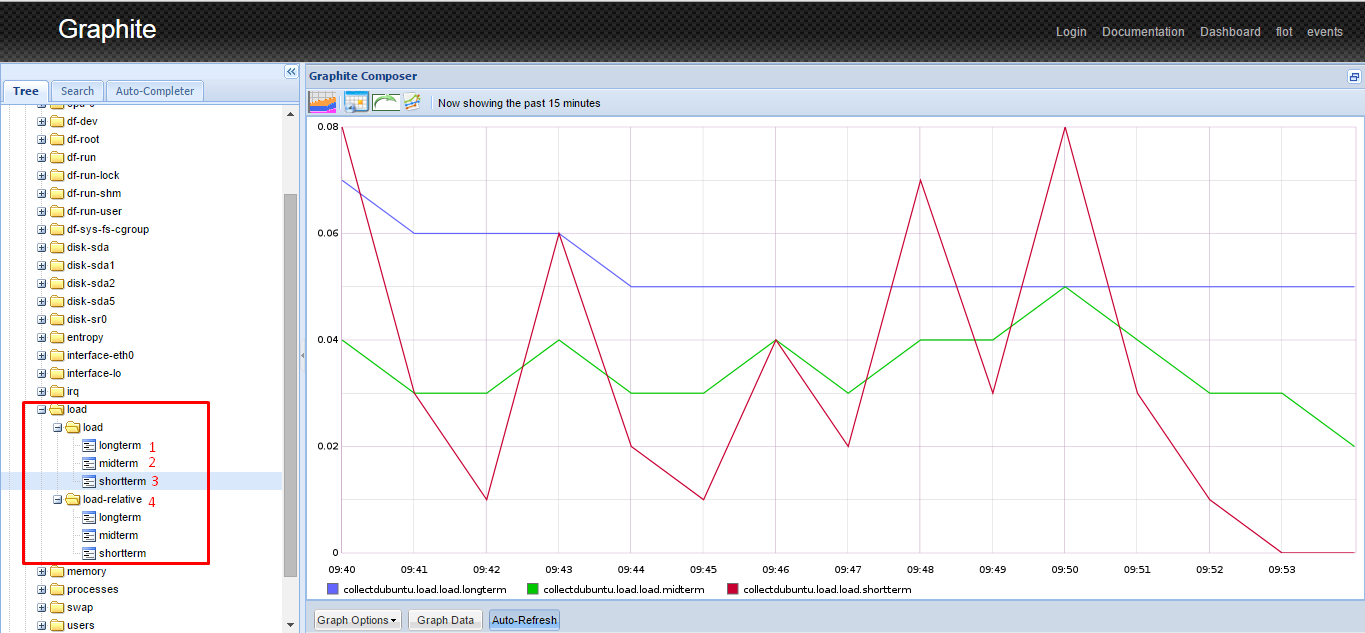 Graphite
Login Documentation Dashboard flot events
Graphite Composer
Tree Search Auto-Completer
Now showing the past 15 minutes
df-dev
df-root
df-run
df-run-lock
df-run-shm
df-run-user
df-sys-fs-cgroup
disk-sda
disk-sda1
disk-sda2
disk-sda5
disk-sr0
entropy
interface-eth0
interface-lo
irq
load
load
longterm 1
midterm 2
shortterm 3
load-relative 4
longterm
midterm
shortterm
memory
processes
swap
users
0.08
0.06
0.04
0.02
0
09:40 09:41 09:42 09:43 09:44 09:45 09:46 09:47 09:48 09:49 09:50 09:51 09:52 09:53
collectdubuntu.load.load.longterm collectdubuntu.load.load.midterm collectdubuntu.load.load.shortterm
Graph Options Graph Data Auto-Refresh